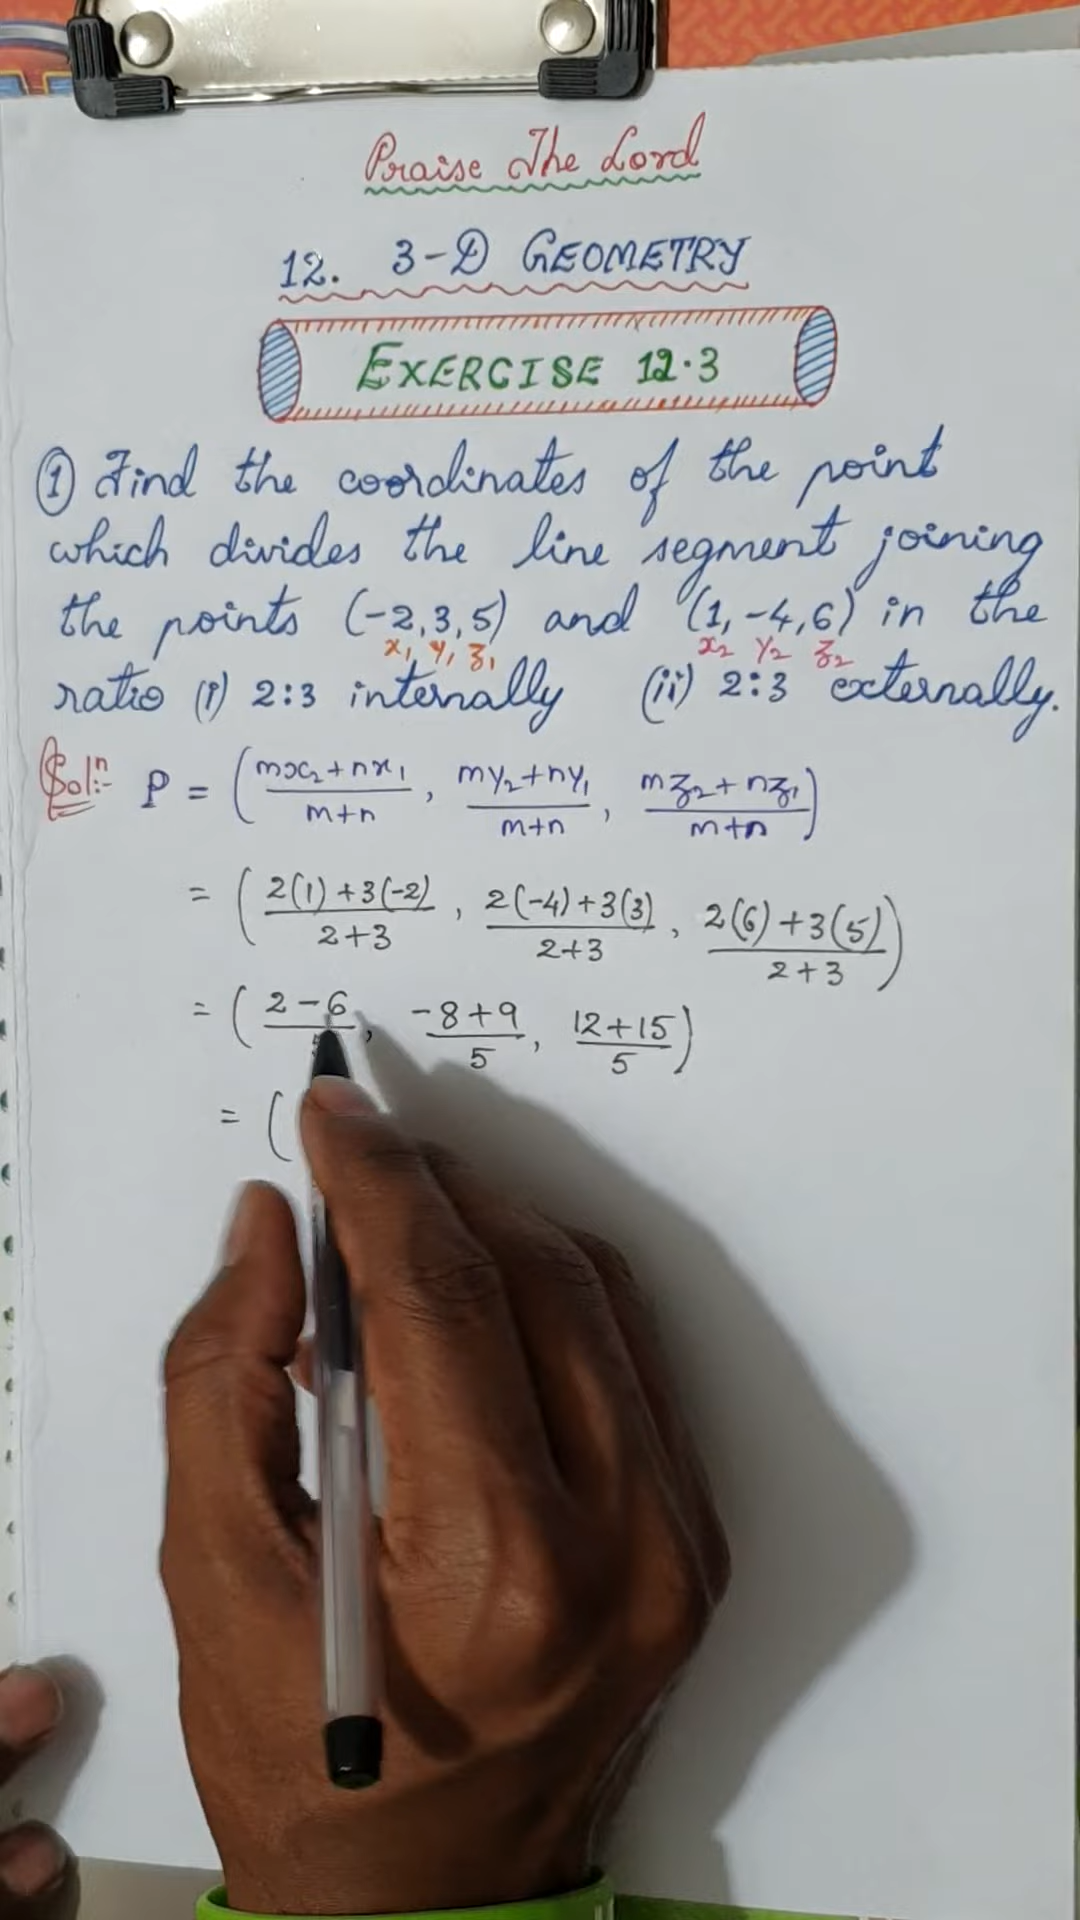 Praise The Lord
12. 3-D GEOMETRY
EXERCISE 12.3
① Find the coordinates of the point
which divides the line segment joining
the points (-2,3,5) and (1,-4,6) in the
x₁ y₁ z₁ x₂ y₂ z₂
ratio (i) 2:3 internally (ii) 2:3 externally.
Solⁿ:- P = ((mx₂+nx₁)/(m+n), (my₂+ny₁)/(m+n), (mz₂+nz₁)/(m+n))
= ((2(1)+3(-2))/(2+3), (2(-4)+3(3))/(2+3), (2(6)+3(5))/(2+3))
= ((2-6)/, (-8+9)/5, (12+15)/5)
= (